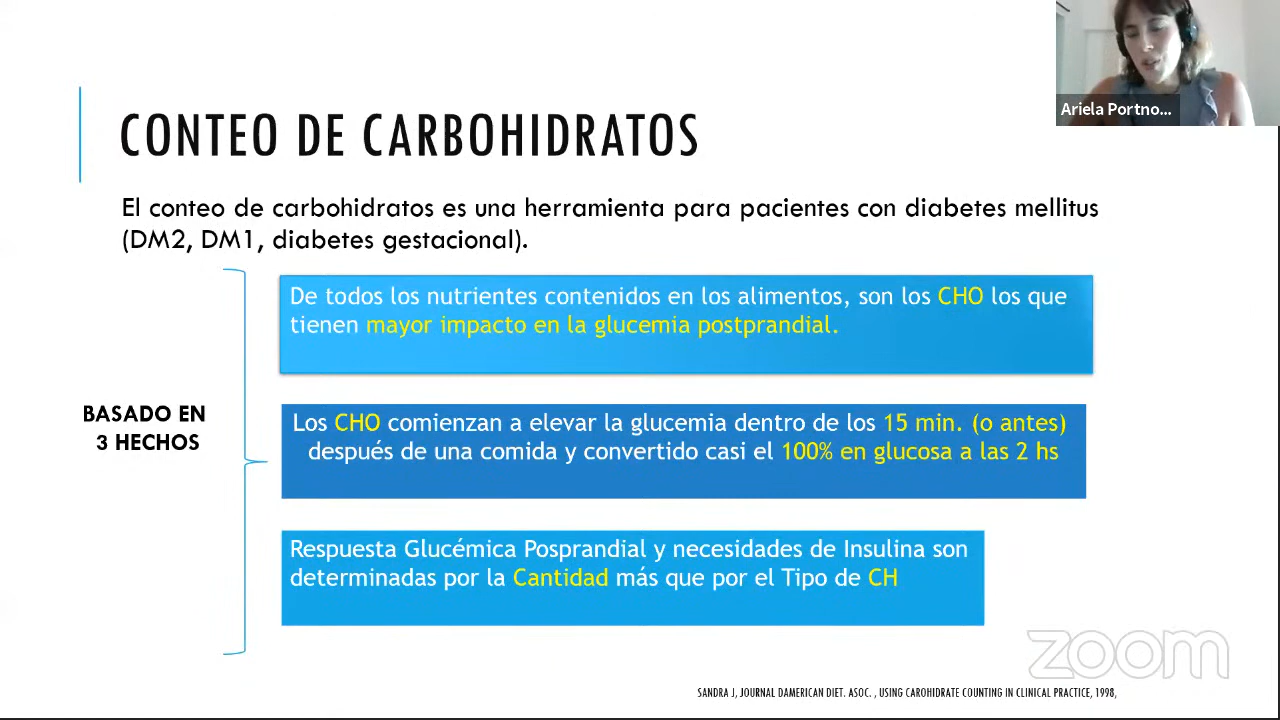 Ariela Portno...
CONTEO DE CARBOHIDRATOS
El conteo de carbohidratos es una herramienta para pacientes con diabetes mellitus
(DM2, DM1, diabetes gestacional).
De todos los nutrientes contenidos en los alimentos, son los CHO los que
tienen mayor impacto en la glucemia postprandial.
BASADO EN
3 HECHOS
Los CHO comienzan a elevar la glucemia dentro de los 15 min. (o antes)
después de una comida y convertido casi el 100% en glucosa a las 2 hs
Respuesta Glucémica Posprandial y necesidades de Insulina son
determinadas por la Cantidad más que por el Tipo de CH
zoom
SANDRA J, JOURNAL DAMERICAN DIET. ASOC. , USING CAROHIDRATE COUNTING IN CLINICAL PRACTICE, 1998,